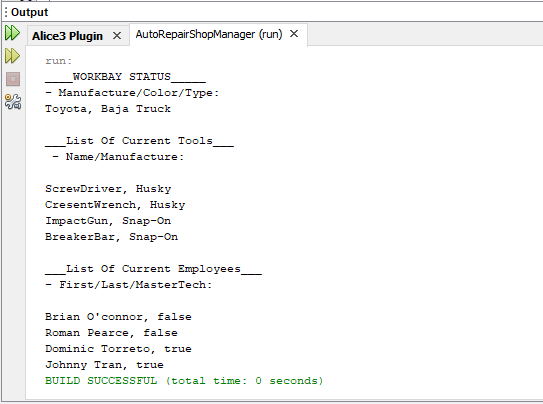 Output
Alice3 Plugin × AutoRepairShopManager (run) ×
run:
____WORKBAY STATUS_____
- Manufacture/Color/Type:
Toyota, Baja Truck
___List Of Current Tools___
- Name/Manufacture:
ScrewDriver, Husky
CresentWrench, Husky
ImpactGun, Snap-On
BreakerBar, Snap-On
___List Of Current Employees___
- First/Last/MasterTech:
Brian O'connor, false
Roman Pearce, false
Dominic Torreto, true
Johnny Tran, true
BUILD SUCCESSFUL (total time: 0 seconds)